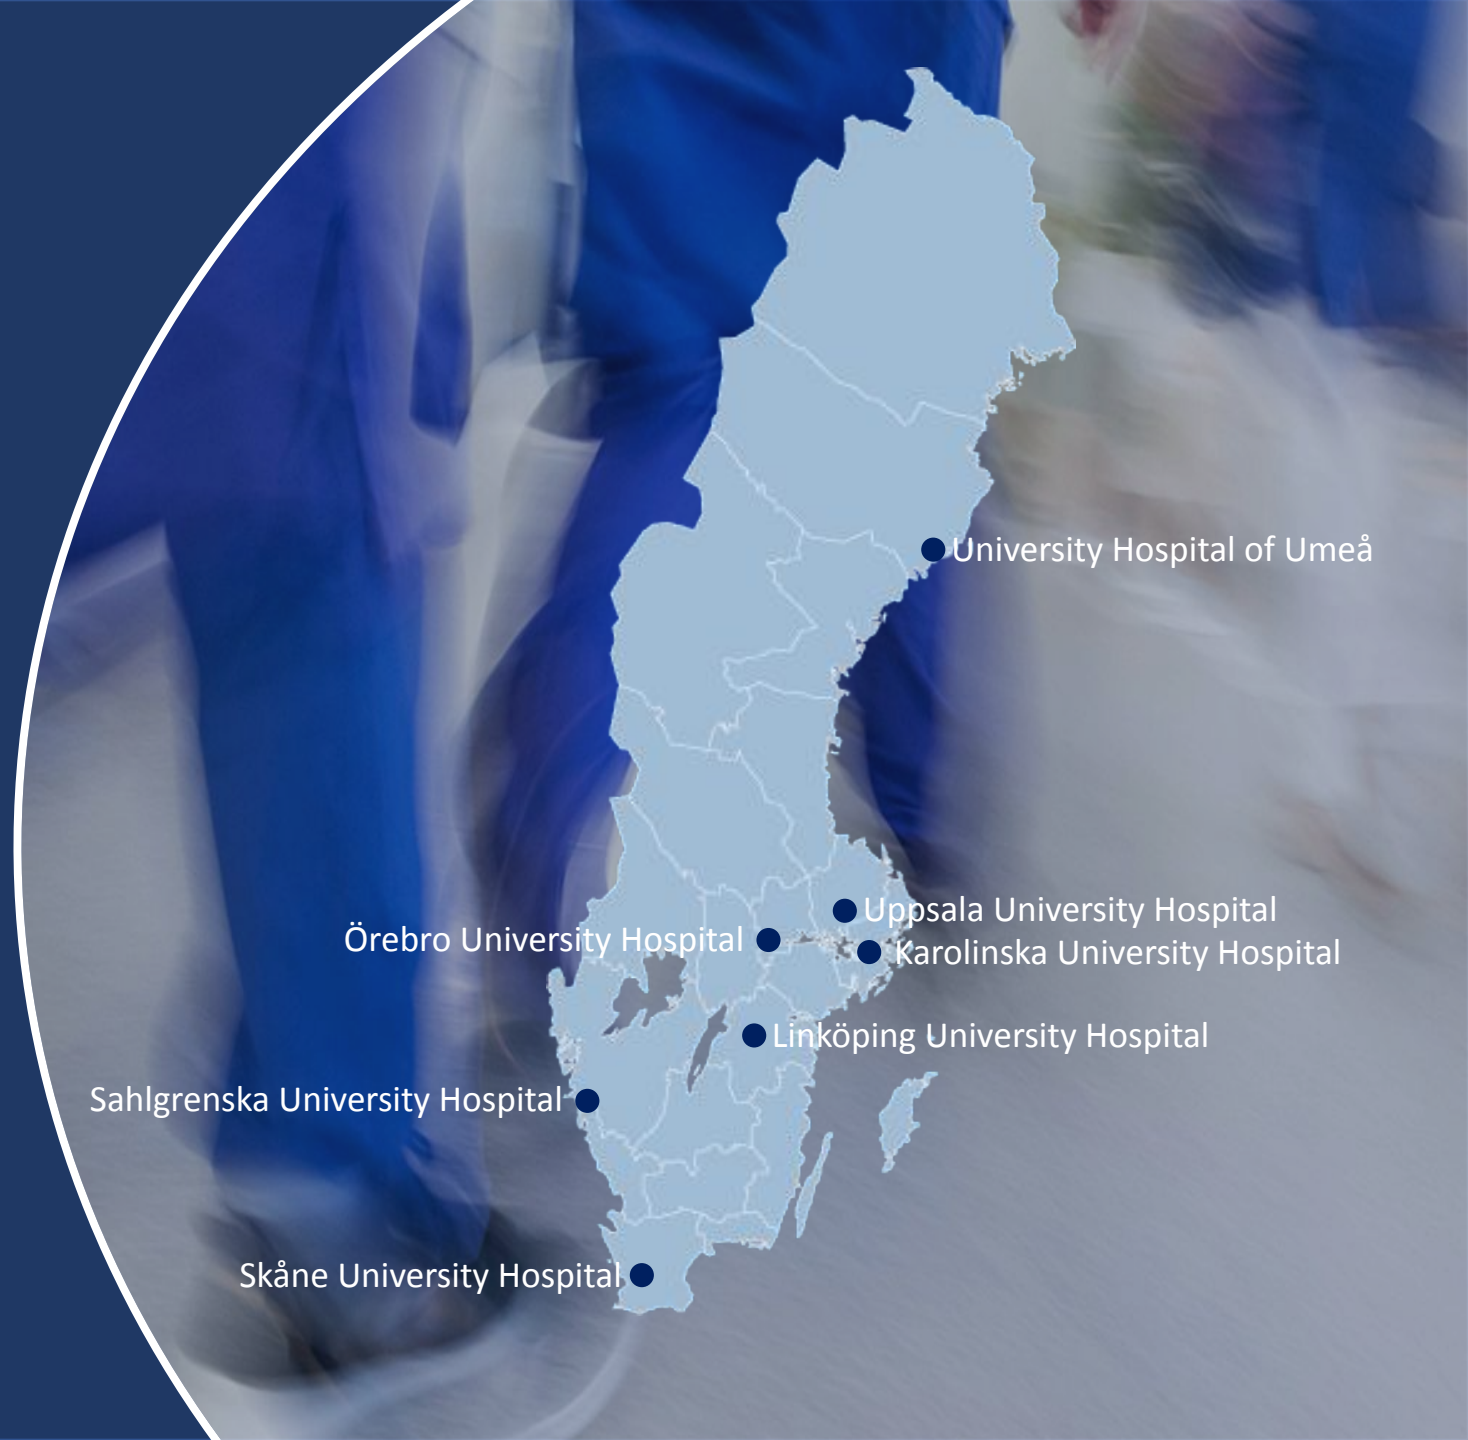 University Hospital of Umeå
Uppsala University Hospital
Örebro University Hospital
Karolinska University Hospital
Linköping University Hospital
Sahlgrenska University Hospital
Skåne University Hospital